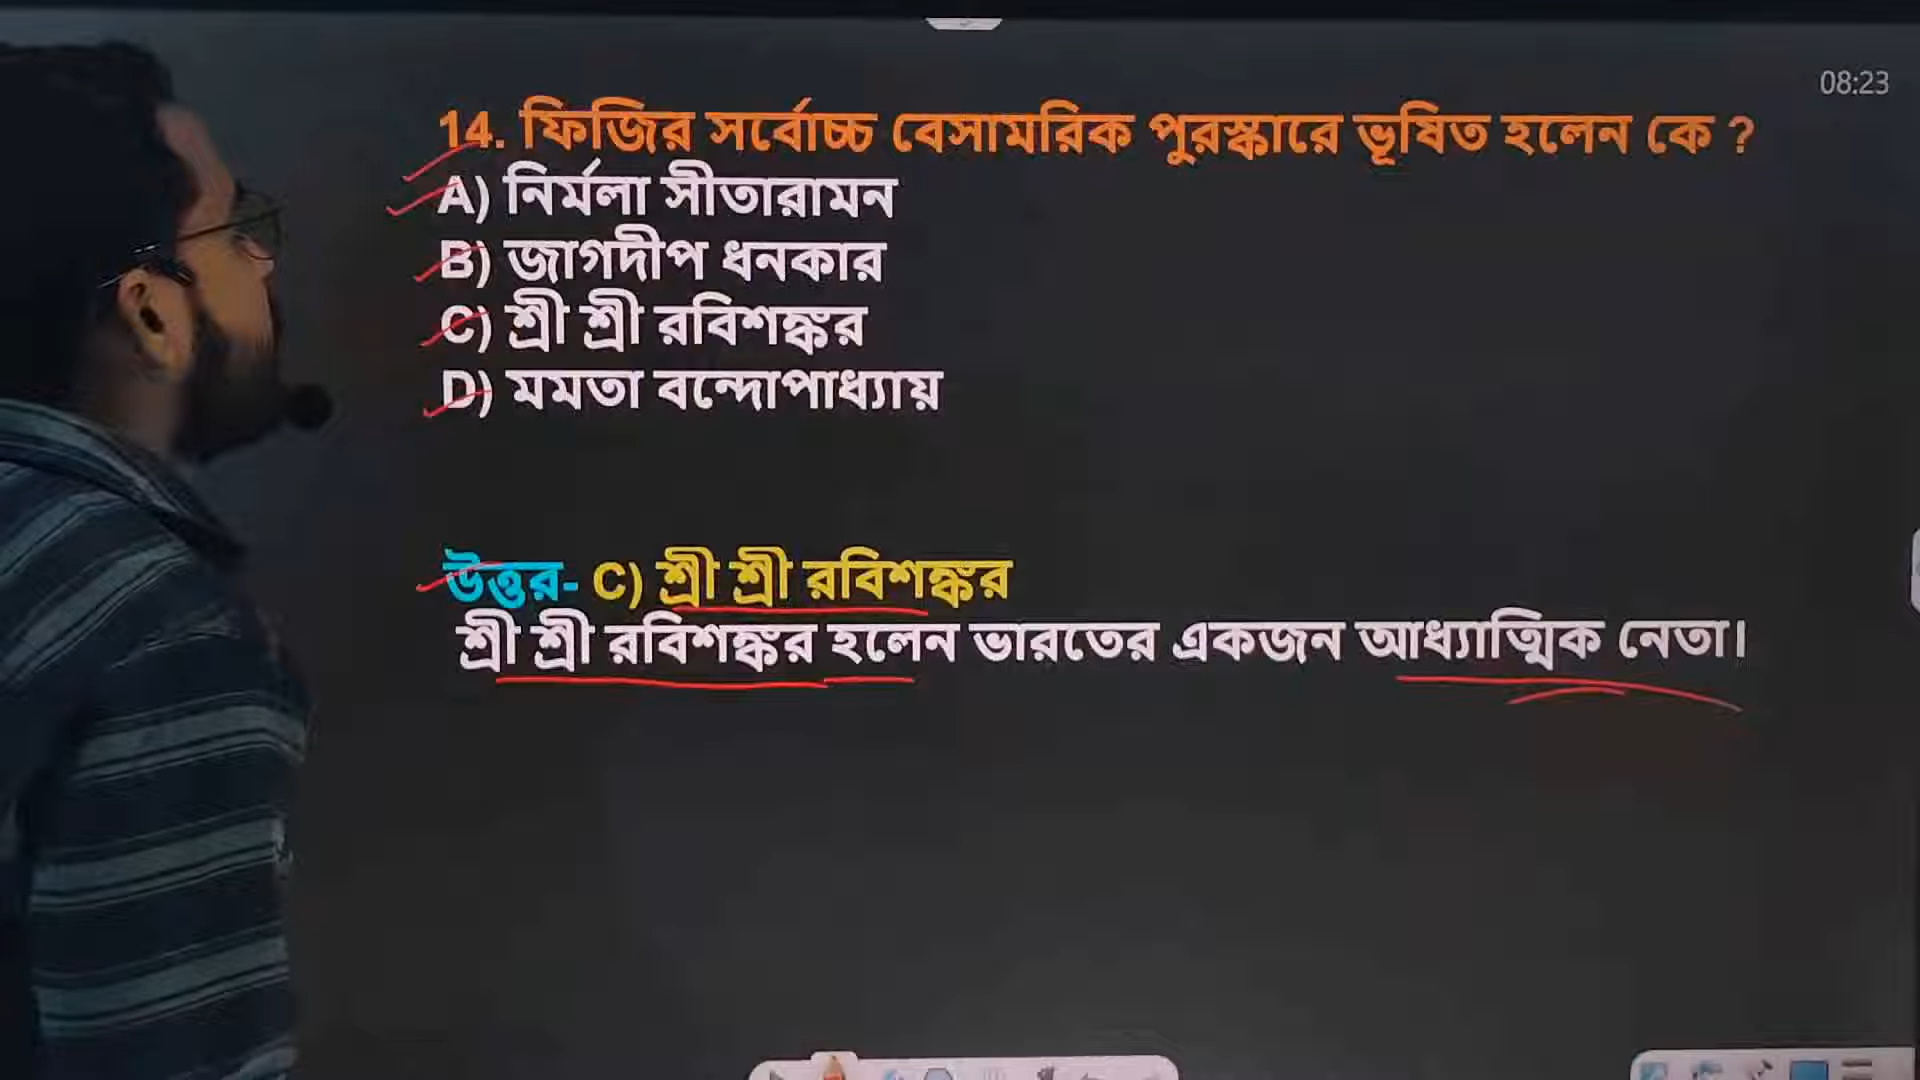 08:23
14. ফিজির সর্বোচ্চ বেসামরিক পুরস্কারে ভূষিত হলেন কে ?
A) নির্মলা সীতারামন
B) জাগদীপ ধনকার
C) শ্রী শ্রী রবিশঙ্কর
D) মমতা বন্দোপাধ্যায়
উত্তর- C) শ্রী শ্রী রবিশঙ্কর
শ্রী শ্রী রবিশঙ্কর হলেন ভারতের একজন আধ্যাত্মিক নেতা।